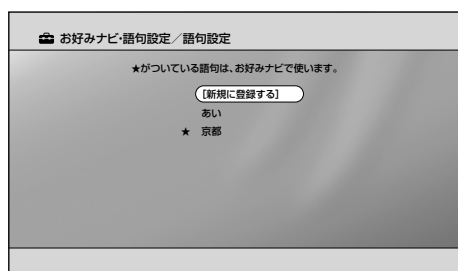 お好みナビ・語句設定／語句設定
★がついている語句は、お好みナビで使います。
[新規に登録する]
あい
★ 京都